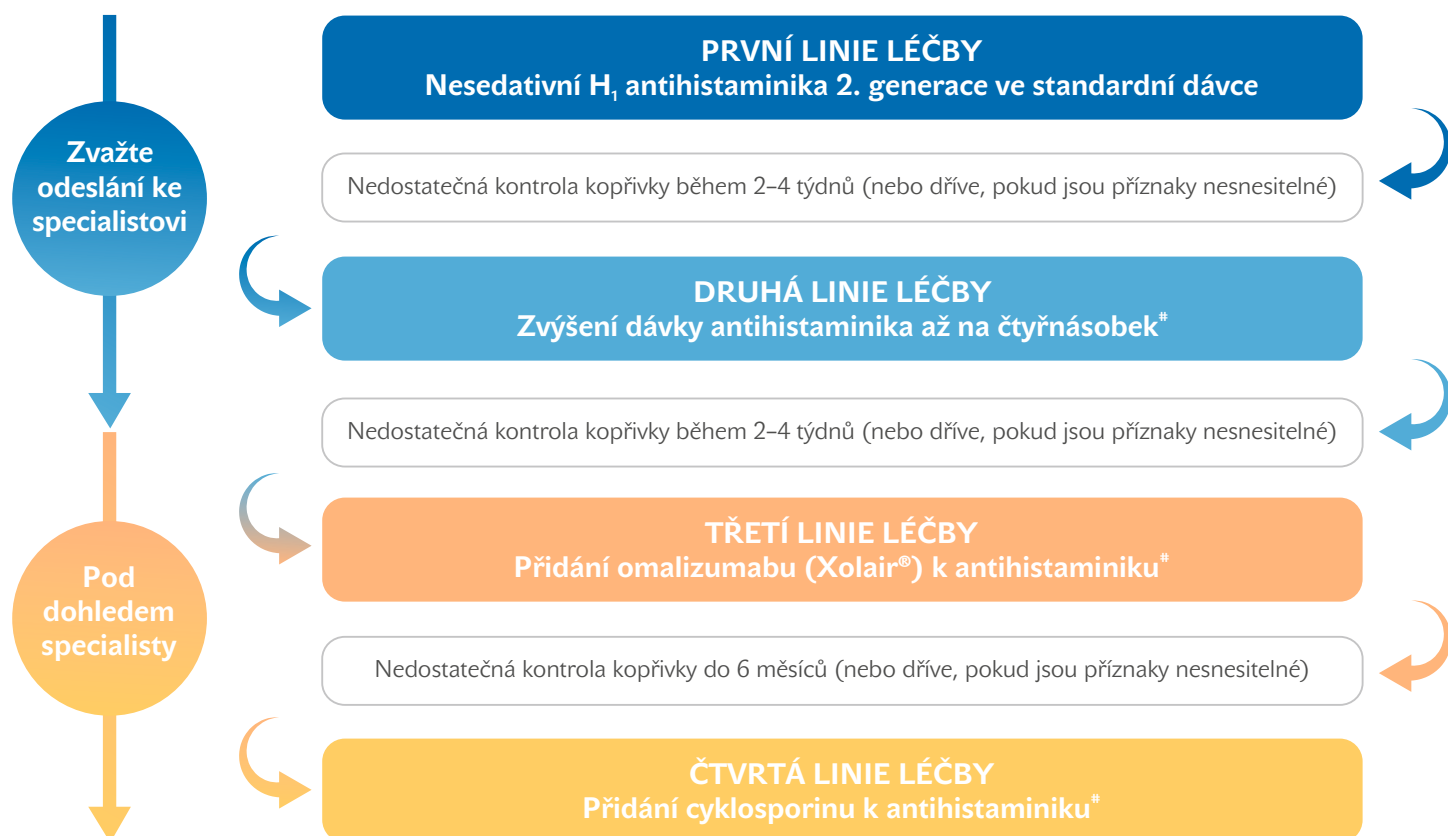 PRVNÍ LINIE LÉČBY
Nesedativní H₁ antihistaminika 2. generace ve standardní dávce
Zvažte
odeslání ke
specialistovi
Nedostatečná kontrola kopřivky během 2–4 týdnů (nebo dříve, pokud jsou příznaky nesnesitelné)
DRUHÁ LINIE LÉČBY
Zvýšení dávky antihistaminika až na čtyřnásobek#
Nedostatečná kontrola kopřivky během 2–4 týdnů (nebo dříve, pokud jsou příznaky nesnesitelné)
TŘETÍ LINIE LÉČBY
Přidání omalizumabu (Xolair®) k antihistaminiku#
Pod
dohledem
specialisty
Nedostatečná kontrola kopřivky do 6 měsíců (nebo dříve, pokud jsou příznaky nesnesitelné)
ČTVRTÁ LINIE LÉČBY
Přidání cyklosporinu k antihistaminiku#